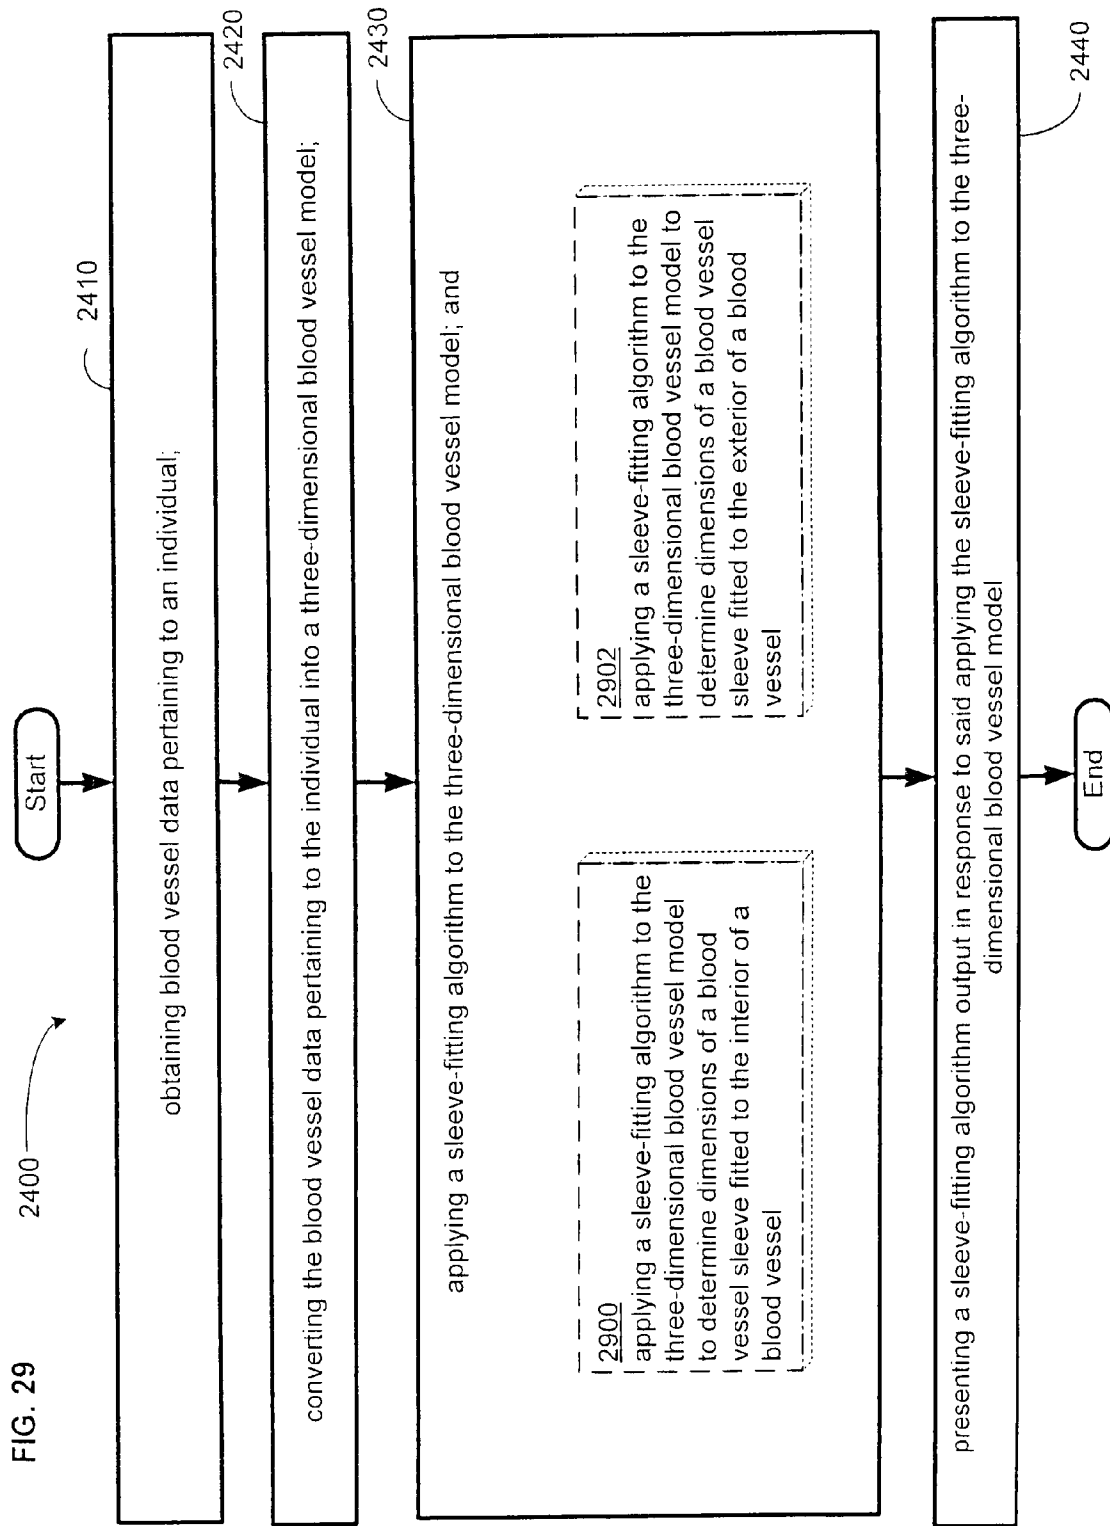 FIG. 29
2400
Start
2410
obtaining blood vessel data pertaining to an individual;
2420
converting the blood vessel data pertaining to the individual into a three-dimensional blood vessel model;
2430
applying a sleeve-fitting algorithm to the three-dimensional blood vessel model; and
2900
applying a sleeve-fitting algorithm to the
three-dimensional blood vessel model
to determine dimensions of a blood
vessel sleeve fitted to the interior of a
blood vessel
2902
applying a sleeve-fitting algorithm to the
three-dimensional blood vessel model to
determine dimensions of a blood vessel
sleeve fitted to the exterior of a blood
vessel
2440
presenting a sleeve-fitting algorithm output in response to said applying the sleeve-fitting algorithm to the three-
dimensional blood vessel model
End